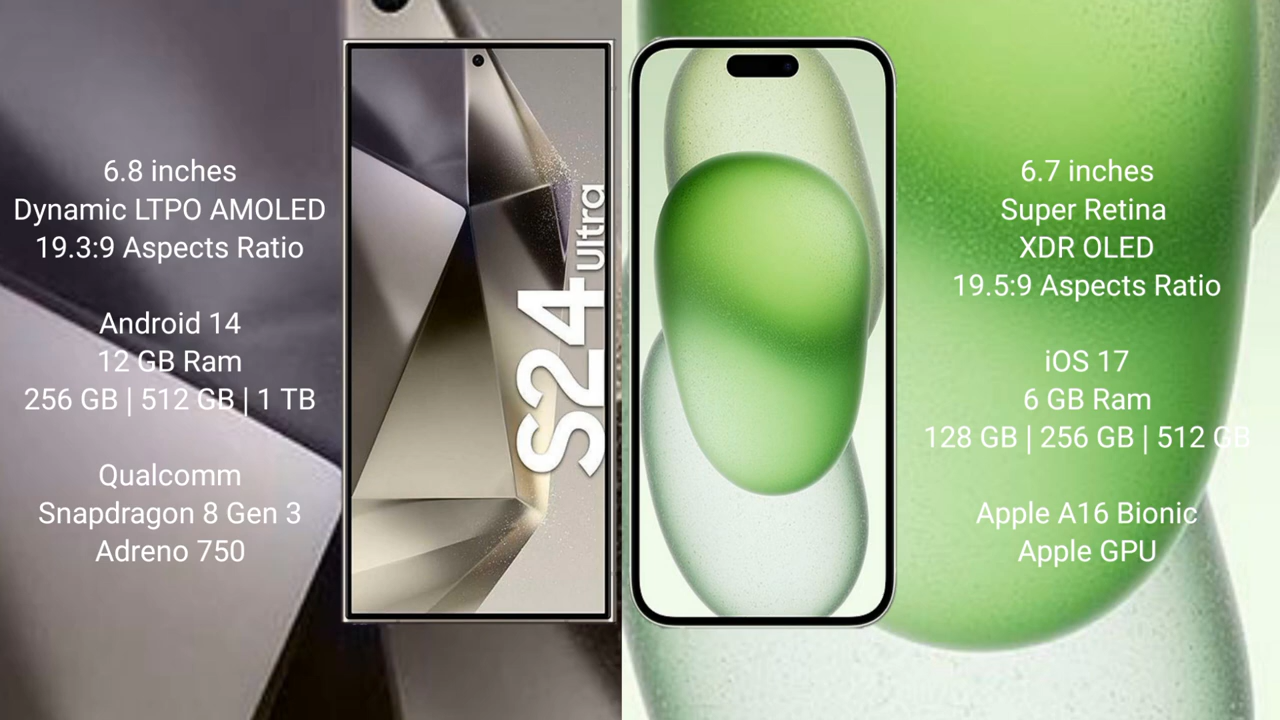 6.8 inches
Dynamic LTPO AMOLED
19.3:9 Aspects Ratio
Android 14
12 GB Ram
256 GB | 512 GB | 1 TB
Qualcomm
Snapdragon 8 Gen 3
Adreno 750
S24 ultra
6.7 inches
Super Retina
XDR OLED
19.5:9 Aspects Ratio
iOS 17
6 GB Ram
128 GB | 256 GB | 512 GB
Apple A16 Bionic
Apple GPU